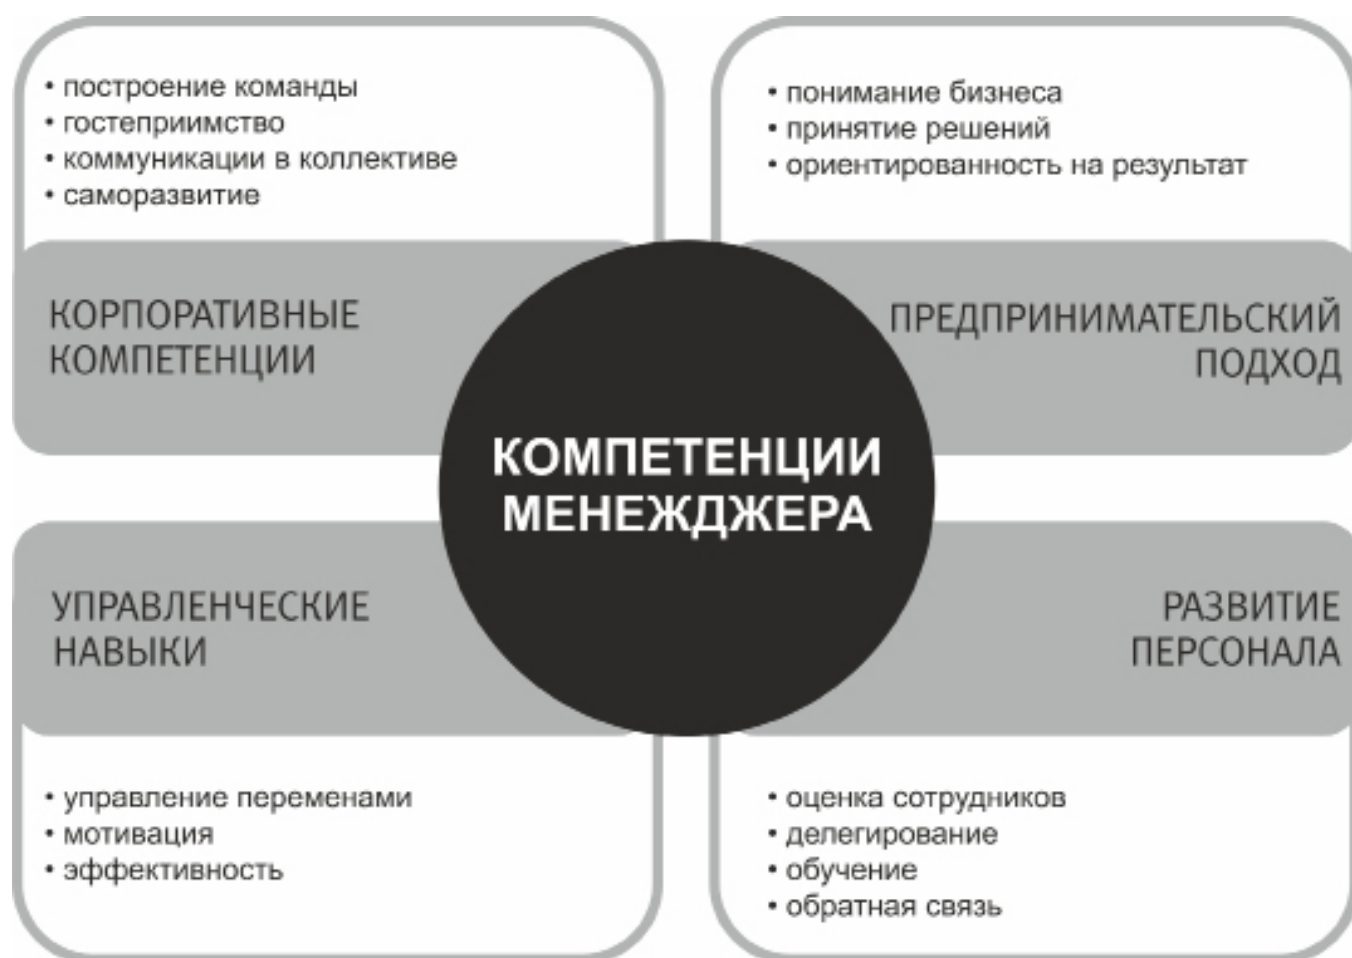 • построение команды
• гостеприимство
• коммуникации в коллективе
• саморазвитие
КОРПОРАТИВНЫЕ
КОМПЕТЕНЦИИ
• понимание бизнеса
• принятие решений
• ориентированность на результат
ПРЕДПРИНИМАТЕЛЬСКИЙ
ПОДХОД
КОМПЕТЕНЦИИ
МЕНЕЖДЖЕРА
УПРАВЛЕНЧЕСКИЕ
НАВЫКИ
• управление переменами
• мотивация
• эффективность
РАЗВИТИЕ
ПЕРСОНАЛА
• оценка сотрудников
• делегирование
• обучение
• обратная связь